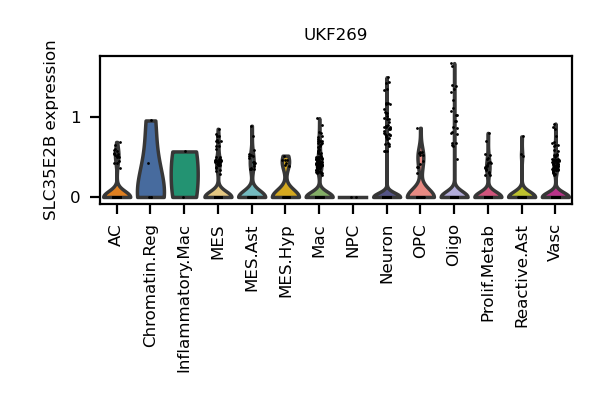 UKF269
SLC35E2B expression
1
0
AC
Chromatin.Reg
Inflammatory.Mac
MES
MES.Ast
MES.Hyp
Mac
NPC
Neuron
OPC
Oligo
Prolif.Metab
Reactive.Ast
Vasc